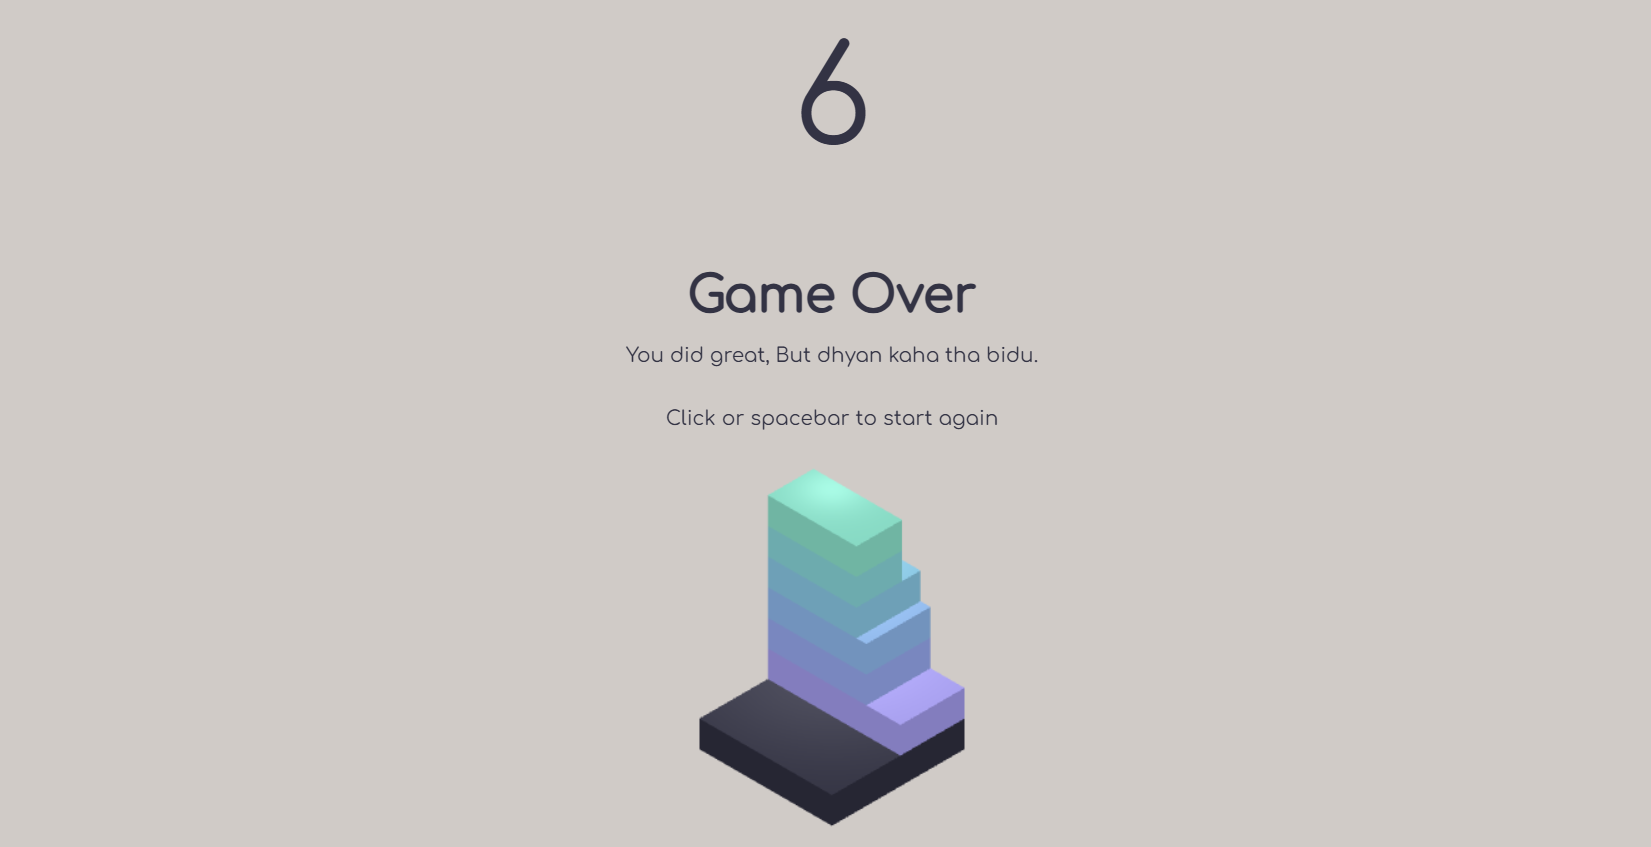 6
Game Over
You did great, But dhyan kaha tha bidu.
Click or spacebar to start again